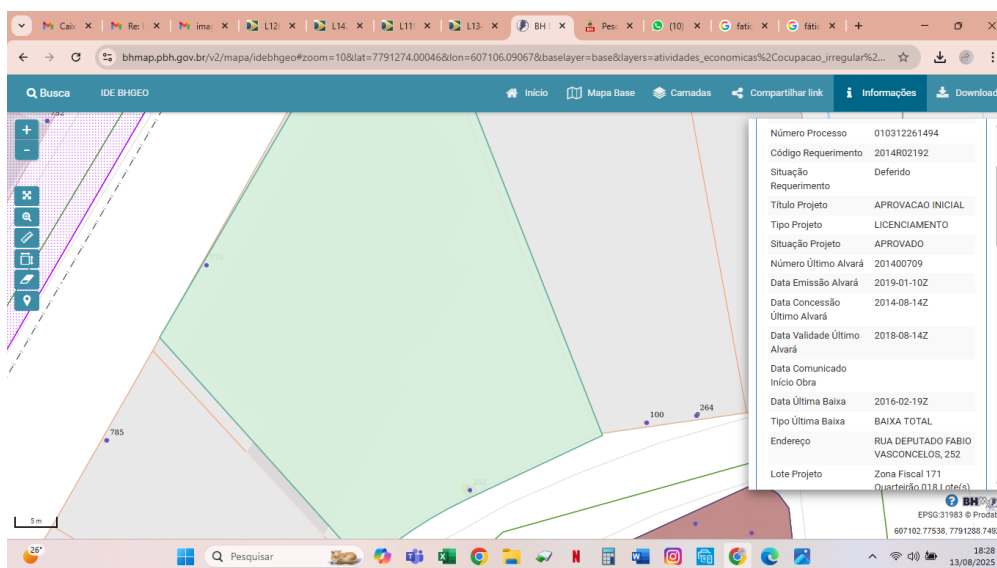 Caix
Re: I
ima
L12(
L14:
L11!
L13-
BH I
Pes
(10)
fatic
fátic
bhmap.pbh.gov.br/v2/mapa/idebhgeo#zoom=10&lat=7791274.00046&lon=607106.09067&baselayer=base&layers=atividades_economicas%2Cocupacao_irregular%2...
Busca
IDE BHGEO
Início
Mapa Base
Camadas
Compartilhar link
Informações
Download
752
775
785
100
264
252
5 m
Número Processo 010312261494
Código Requerimento 2014R02192
Situação Requerimento Deferido
Título Projeto APROVACAO INICIAL
Tipo Projeto LICENCIAMENTO
Situação Projeto APROVADO
Número Último Alvará 201400709
Data Emissão Alvará 2019-01-10Z
Data Concessão Último Alvará 2014-08-14Z
Data Validade Último Alvará 2018-08-14Z
Data Comunicado Início Obra
Data Última Baixa 2016-02-19Z
Tipo Última Baixa BAIXA TOTAL
Endereço RUA DEPUTADO FABIO VASCONCELOS, 252
Lote Projeto Zona Fiscal 171
Quarteirão 018 Lote(s)
BH
EPSG:31983 © Prodab
607102.77538, 7791288.749
26°
Pesquisar
18:28
13/08/2025